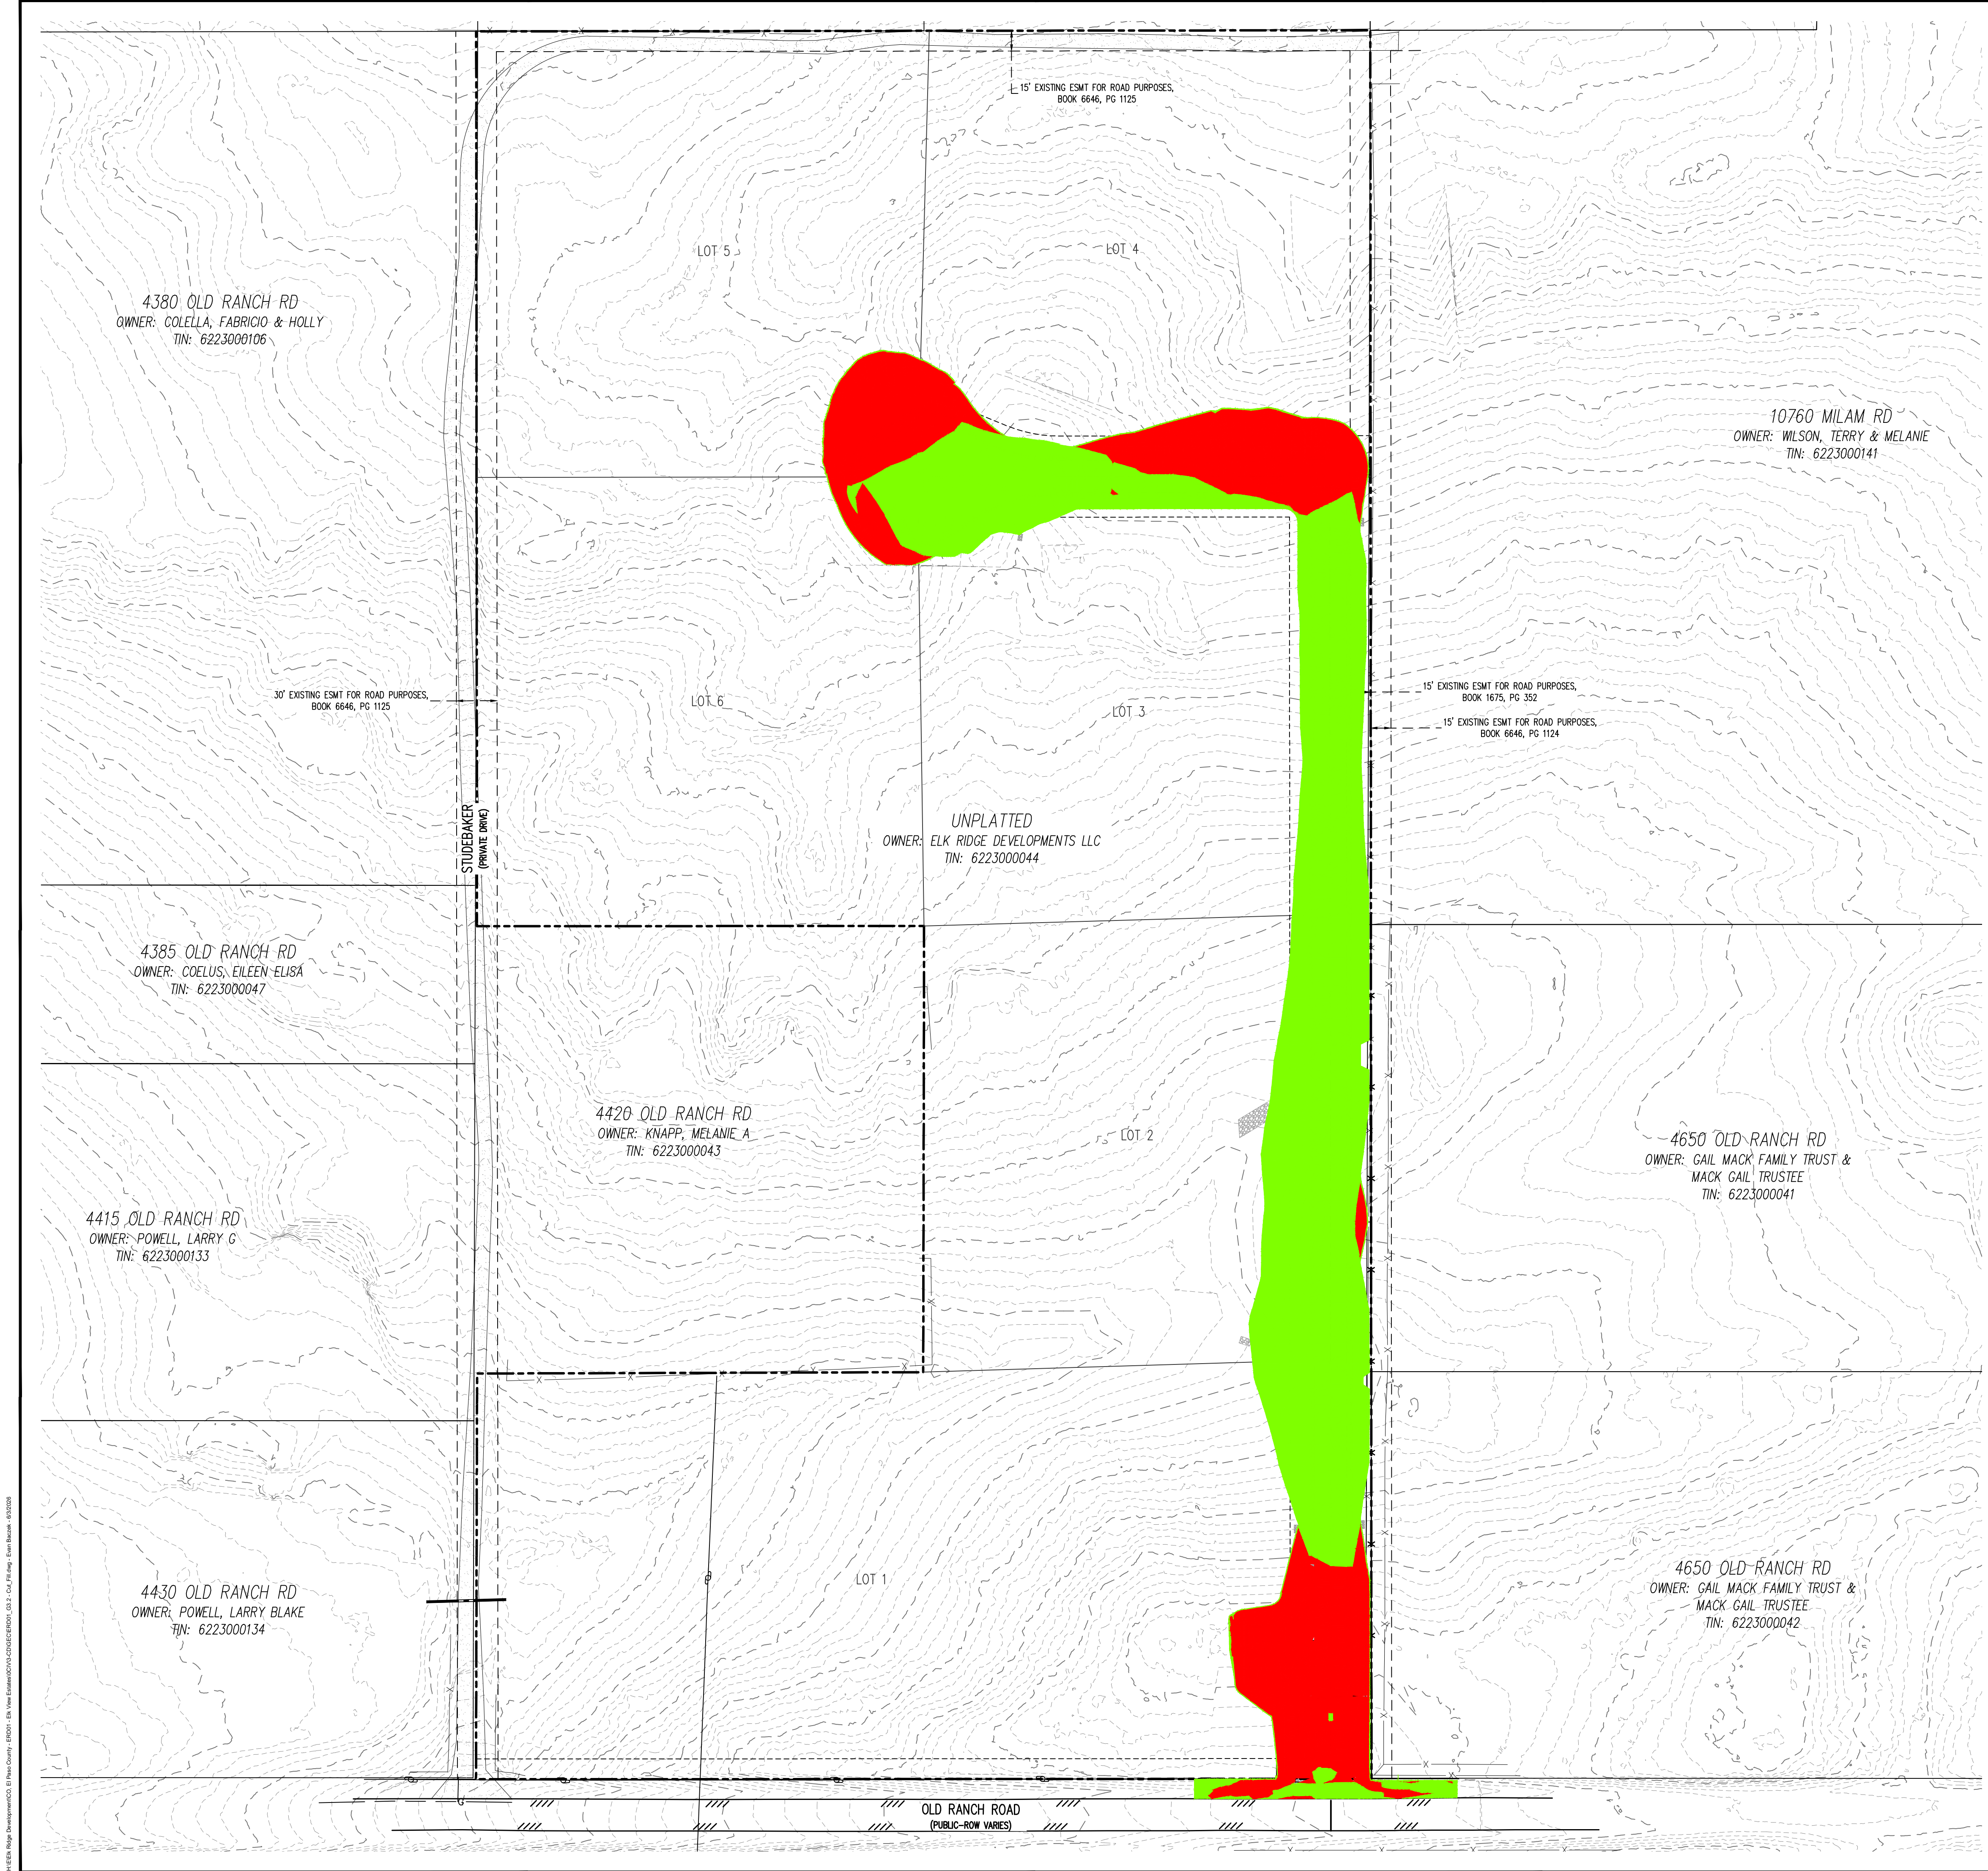 15' EXISTING ESMT FOR ROAD PURPOSES,
BOOK 6646, PG 1125
LOT 5
LOT 4
4380 OLD RANCH RD
OWNER: COLELLA, FABRICIO & HOLLY
TIN: 6223000106
10760 MILAM RD
OWNER: WILSON, TERRY & MELANIE
TIN: 6223000141
30' EXISTING ESMT FOR ROAD PURPOSES,
BOOK 6646, PG 1125
LOT 6
LOT 3
15' EXISTING ESMT FOR ROAD PURPOSES,
BOOK 1675, PG 352
15' EXISTING ESMT FOR ROAD PURPOSES,
BOOK 6646, PG 1124
STUDEBAKER
(PRIVATE DRIVE)
UNPLATTED
OWNER: ELK RIDGE DEVELOPMENTS LLC
TIN: 6223000044
4385 OLD RANCH RD
OWNER: COELUS, EILEEN ELISA
TIN: 6223000047
4420 OLD RANCH RD
OWNER: KNAPP, MELANIE A
TIN: 6223000043
LOT 2
4650 OLD RANCH RD
OWNER: GAIL MACK FAMILY TRUST &
MACK GAIL TRUSTEE
TIN: 6223000041
4415 OLD RANCH RD
OWNER: POWELL, LARRY G
TIN: 6223000133
4430 OLD RANCH RD
OWNER: POWELL, LARRY BLAKE
TIN: 6223000134
LOT 1
4650 OLD RANCH RD
OWNER: GAIL MACK FAMILY TRUST &
MACK GAIL TRUSTEE
TIN: 6223000042
OLD RANCH ROAD
(PUBLIC-ROW VARIES)